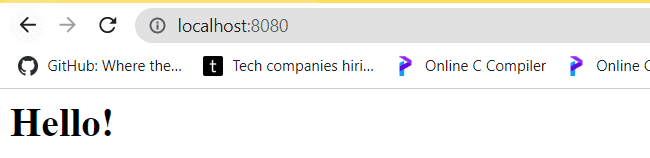 localhost:8080
GitHub: Where the... t Tech companies hiri... Online C Compiler Online C
Hello!